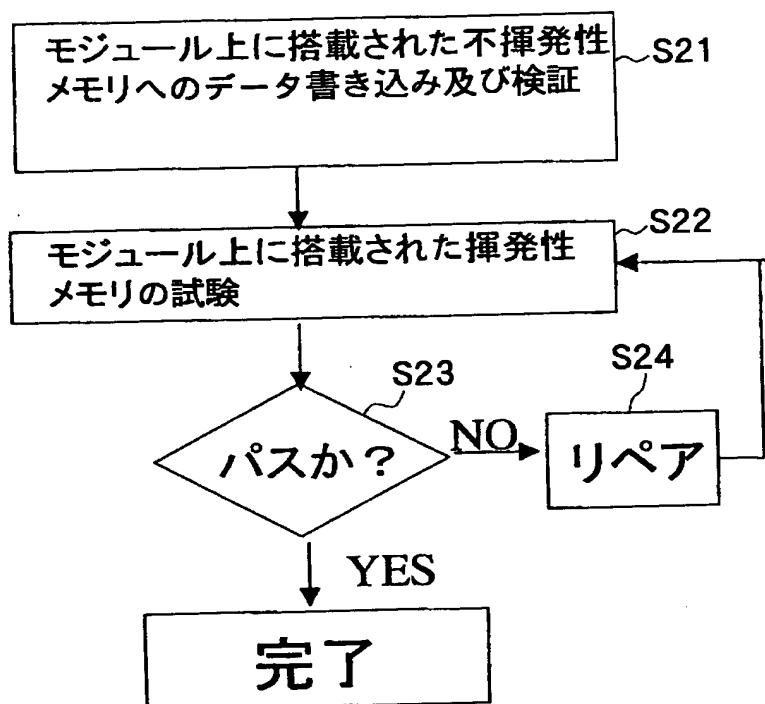 モジュール上に搭載された不揮発性
メモリへのデータ書き込み及び検証
S21
モジュール上に搭載された揮発性
メモリの試験
S22
S23
パスか？
NO
S24
リペア
YES
完了